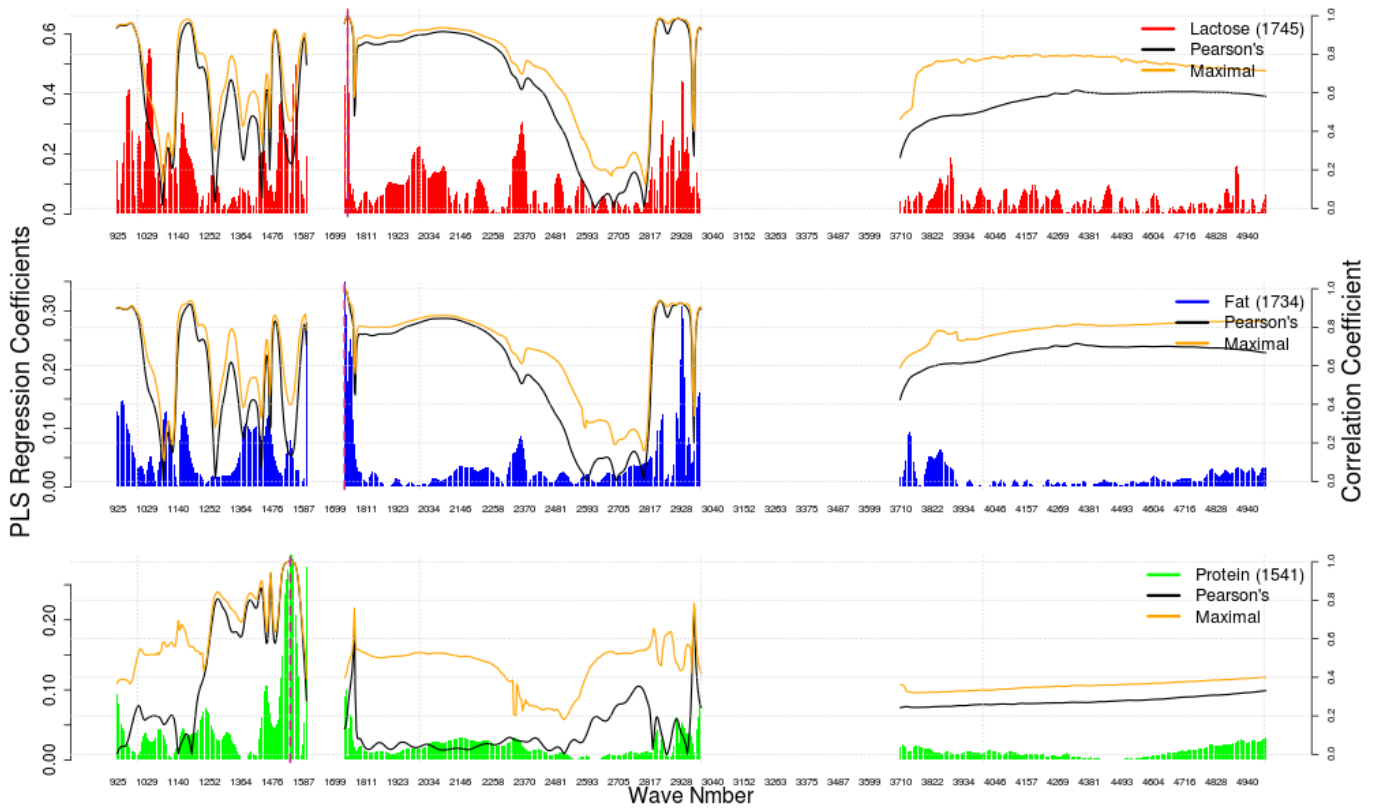 PLS Regression Coefficients
Correlation Coefficient
0.6
0.4
0.2
0.0
Lactose (1745)
Pearson's
Maximal
1.0
0.8
0.6
0.4
0.2
0.0
925 1029 1140 1252 1364 1476 1587 1699 1811 1923 2034 2146 2258 2370 2481 2593 2705 2817 2928 3040 3152 3263 3375 3487 3599 3710 3822 3934 4046 4157 4269 4381 4493 4604 4716 4828 4940
0.30
0.20
0.10
0.00
Fat (1734)
Pearson's
Maximal
1.0
0.8
0.6
0.4
0.2
0.0
925 1029 1140 1252 1364 1476 1587 1699 1811 1923 2034 2146 2258 2370 2481 2593 2705 2817 2928 3040 3152 3263 3375 3487 3599 3710 3822 3934 4046 4157 4269 4381 4493 4604 4716 4828 4940
0.20
0.10
0.00
Protein (1541)
Pearson's
Maximal
1.0
0.8
0.6
0.4
0.2
0.0
925 1029 1140 1252 1364 1476 1587 1699 1811 1923 2034 2146 2258 2370 2481 2593 2705 2817 2928 3040 3152 3263 3375 3487 3599 3710 3822 3934 4046 4157 4269 4381 4493 4604 4716 4828 4940
Wave Nmber